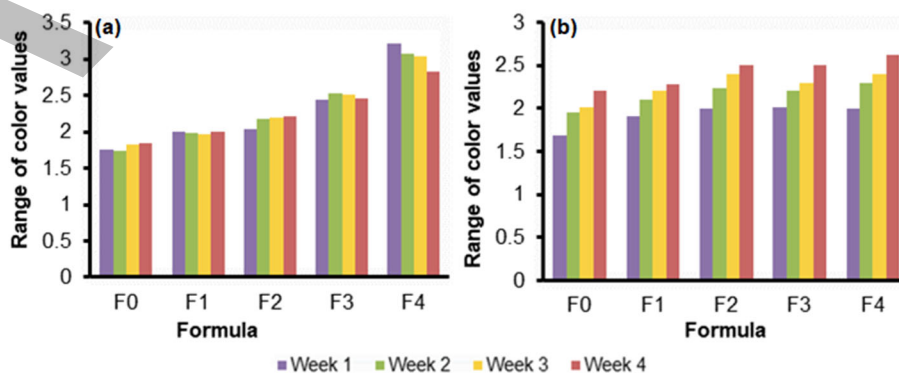 (a)
Range of color values
3.5
3
2.5
2
1.5
1
0.5
0
F0 F1 F2 F3 F4
Formula
(b)
Range of color values
3
2.5
2
1.5
1
0.5
0
F0 F1 F2 F3 F4
Formula
Week 1 Week 2 Week 3 Week 4